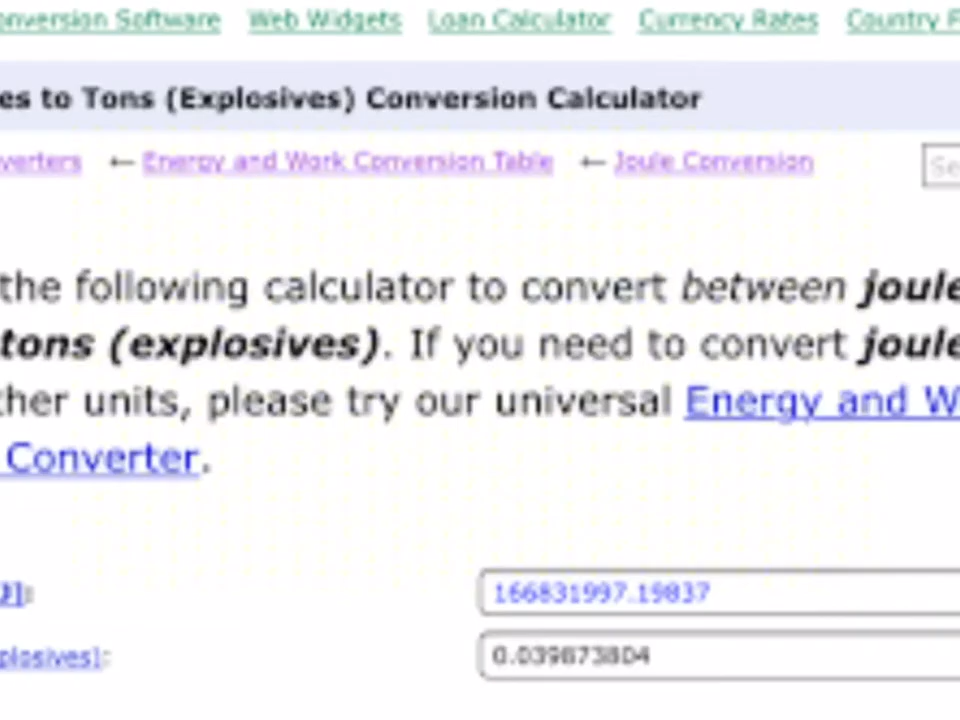 onversion Software Web Widgets Loan Calculator Currency Rates Country F
es to Tons (Explosives) Conversion Calculator
verters ← Energy and Work Conversion Table ← Joule Conversion Se
the following calculator to convert between joule
tons (explosives). If you need to convert joule
ther units, please try our universal Energy and W
Converter.
J]: 166831997.19837
plosives]: 0.039873804